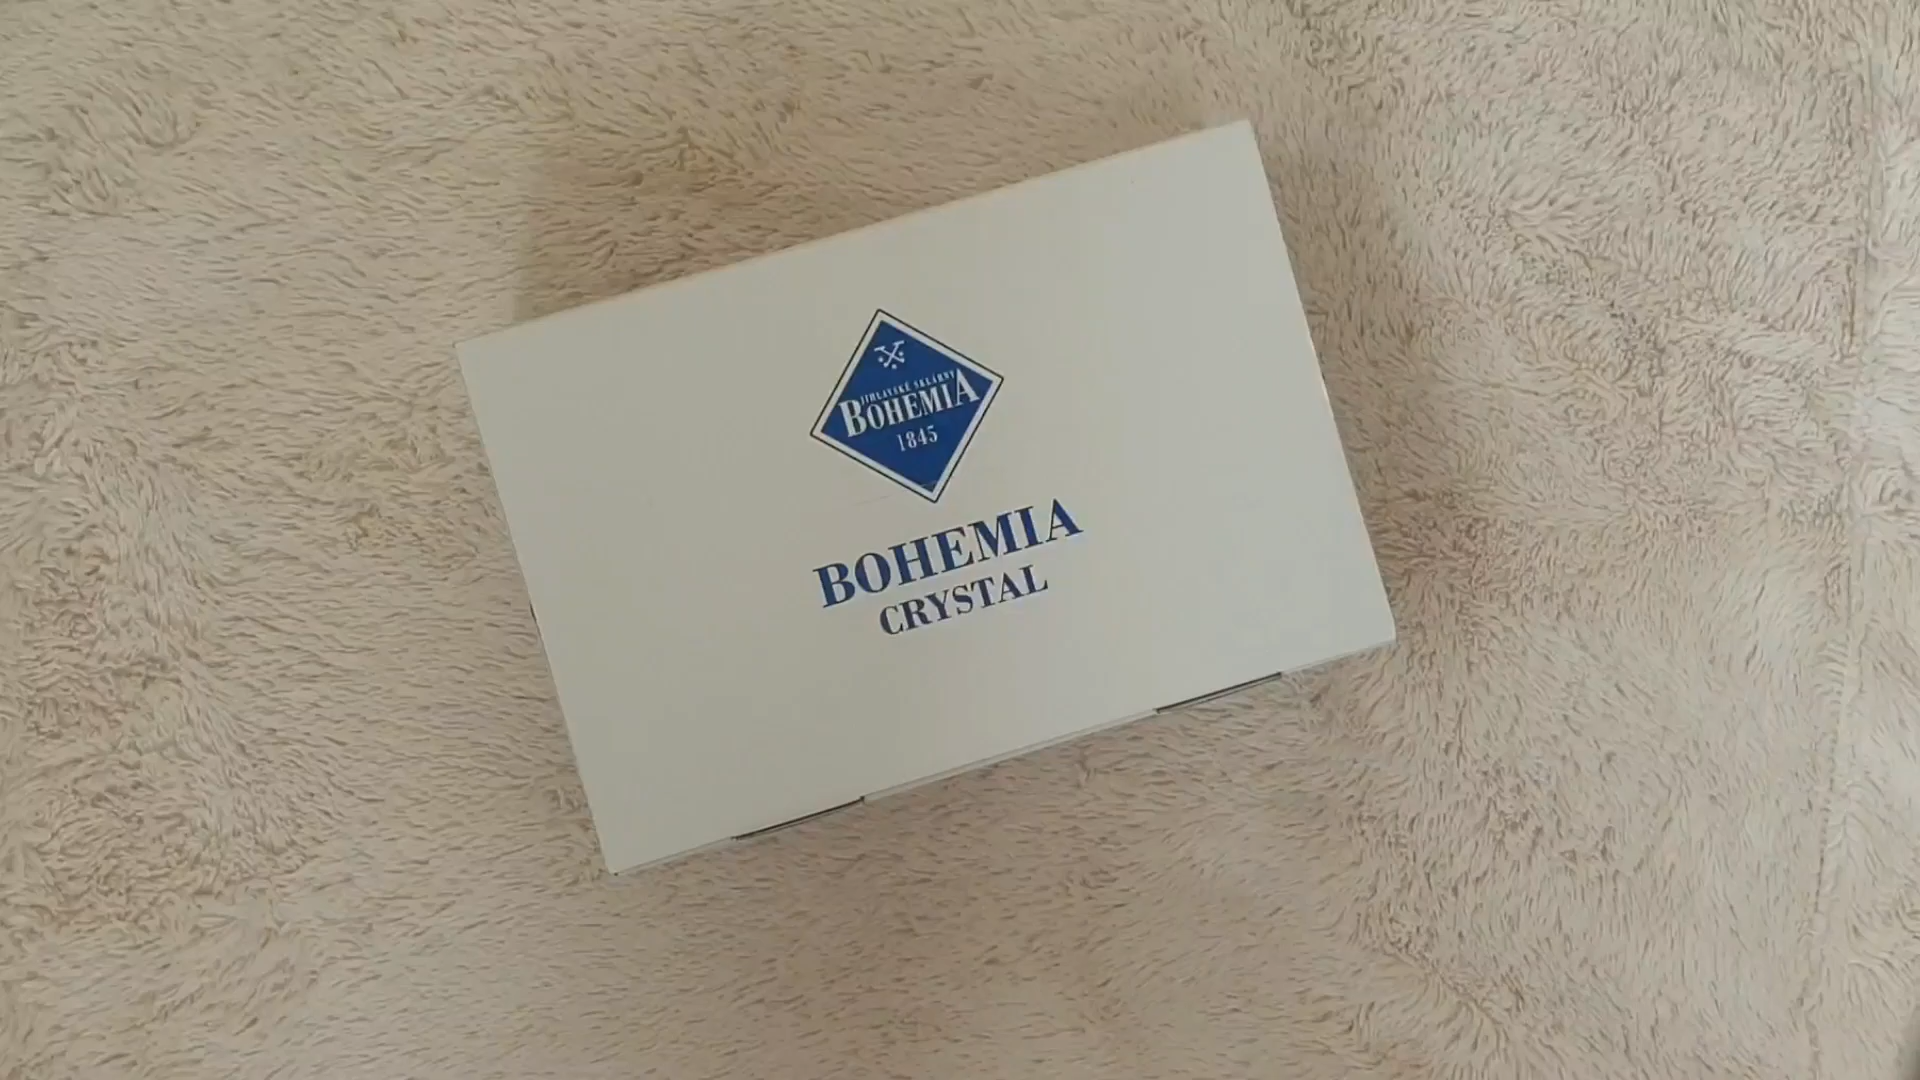 JIHLAVSKÉ SKLÁRNY
BOHEMIA
1845
BOHEMIA
CRYSTAL